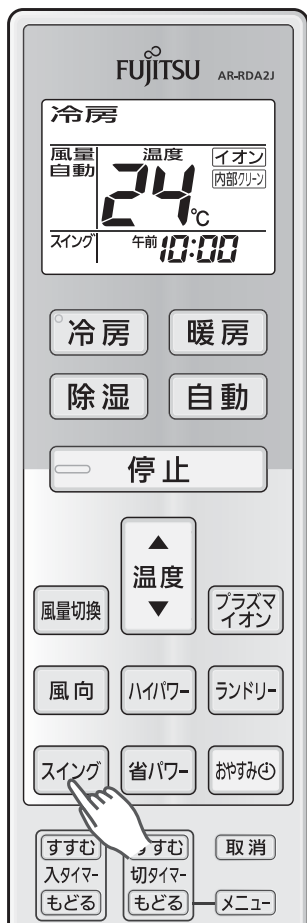 FUJITSU AR-RDA2J
冷房
風量 温度 イオン
自動 24℃ 内部クリーン
スイング 午前10:00
冷房 暖房
除湿 自動
停止
▲
温度
▼
風量切換 プラズマ
イオン
風向 ハイパワー ランドリー
スイング 省パワー おやすみ
すすむ すすむ 取消
入タイマー 切タイマー
もどる もどる メニュー